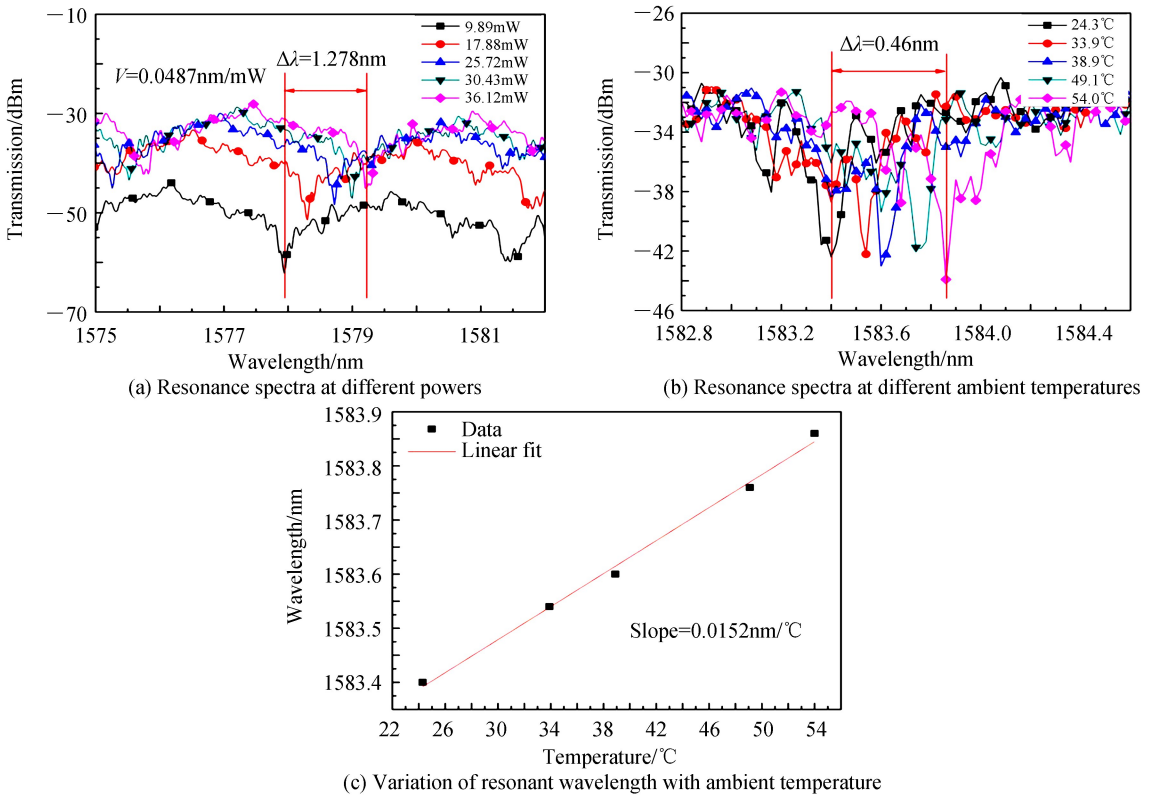 −10
−30
−50
−70
Transmission/dBm
V=0.0487nm/mW
Δλ=1.278nm
9.89mW
17.88mW
25.72mW
30.43mW
36.12mW
1575
1577
1579
1581
Wavelength/nm
(a) Resonance spectra at different powers
−26
−30
−34
−38
−42
−46
Transmission/dBm
Δλ=0.46nm
24.3℃
33.9℃
38.9℃
49.1℃
54.0℃
1582.8
1583.2
1583.6
1584.0
1584.4
Wavelength/nm
(b) Resonance spectra at different ambient temperatures
1583.9
1583.8
1583.7
1583.6
1583.5
1583.4
Wavelength/nm
Data
Linear fit
Slope=0.0152nm/℃
22
26
30
34
38
42
46
50
54
Temperature/℃
(c) Variation of resonant wavelength with ambient temperature